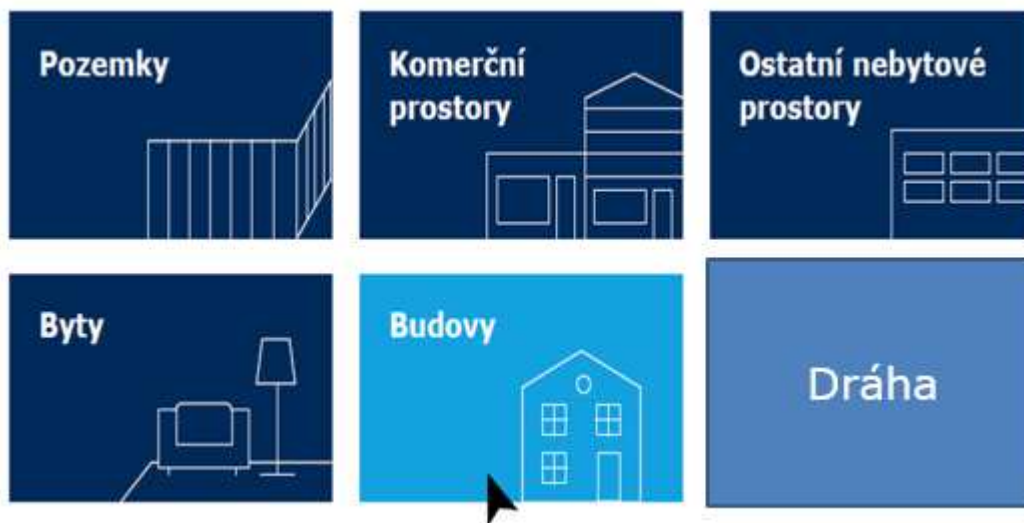 Pozemky
Komerční
prostory
Ostatní nebytové
prostory
Byty
Budovy
Dráha